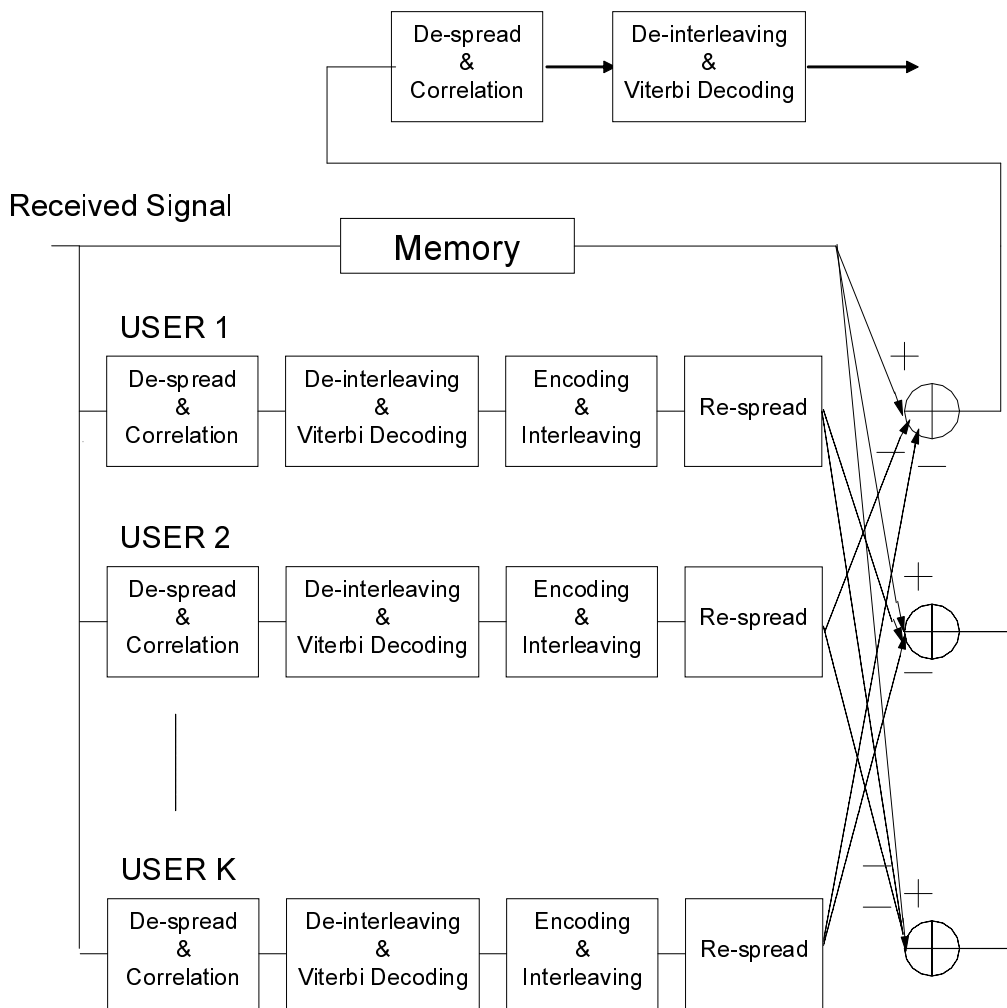 De-spread
&
Correlation
De-interleaving
&
Viterbi Decoding
Received Signal
Memory
USER 1
De-spread
&
Correlation
De-interleaving
&
Viterbi Decoding
Encoding
&
Interleaving
Re-spread
+
—
—
USER 2
De-spread
&
Correlation
De-interleaving
&
Viterbi Decoding
Encoding
&
Interleaving
Re-spread
+
—
USER K
De-spread
&
Correlation
De-interleaving
&
Viterbi Decoding
Encoding
&
Interleaving
Re-spread
—
+
—